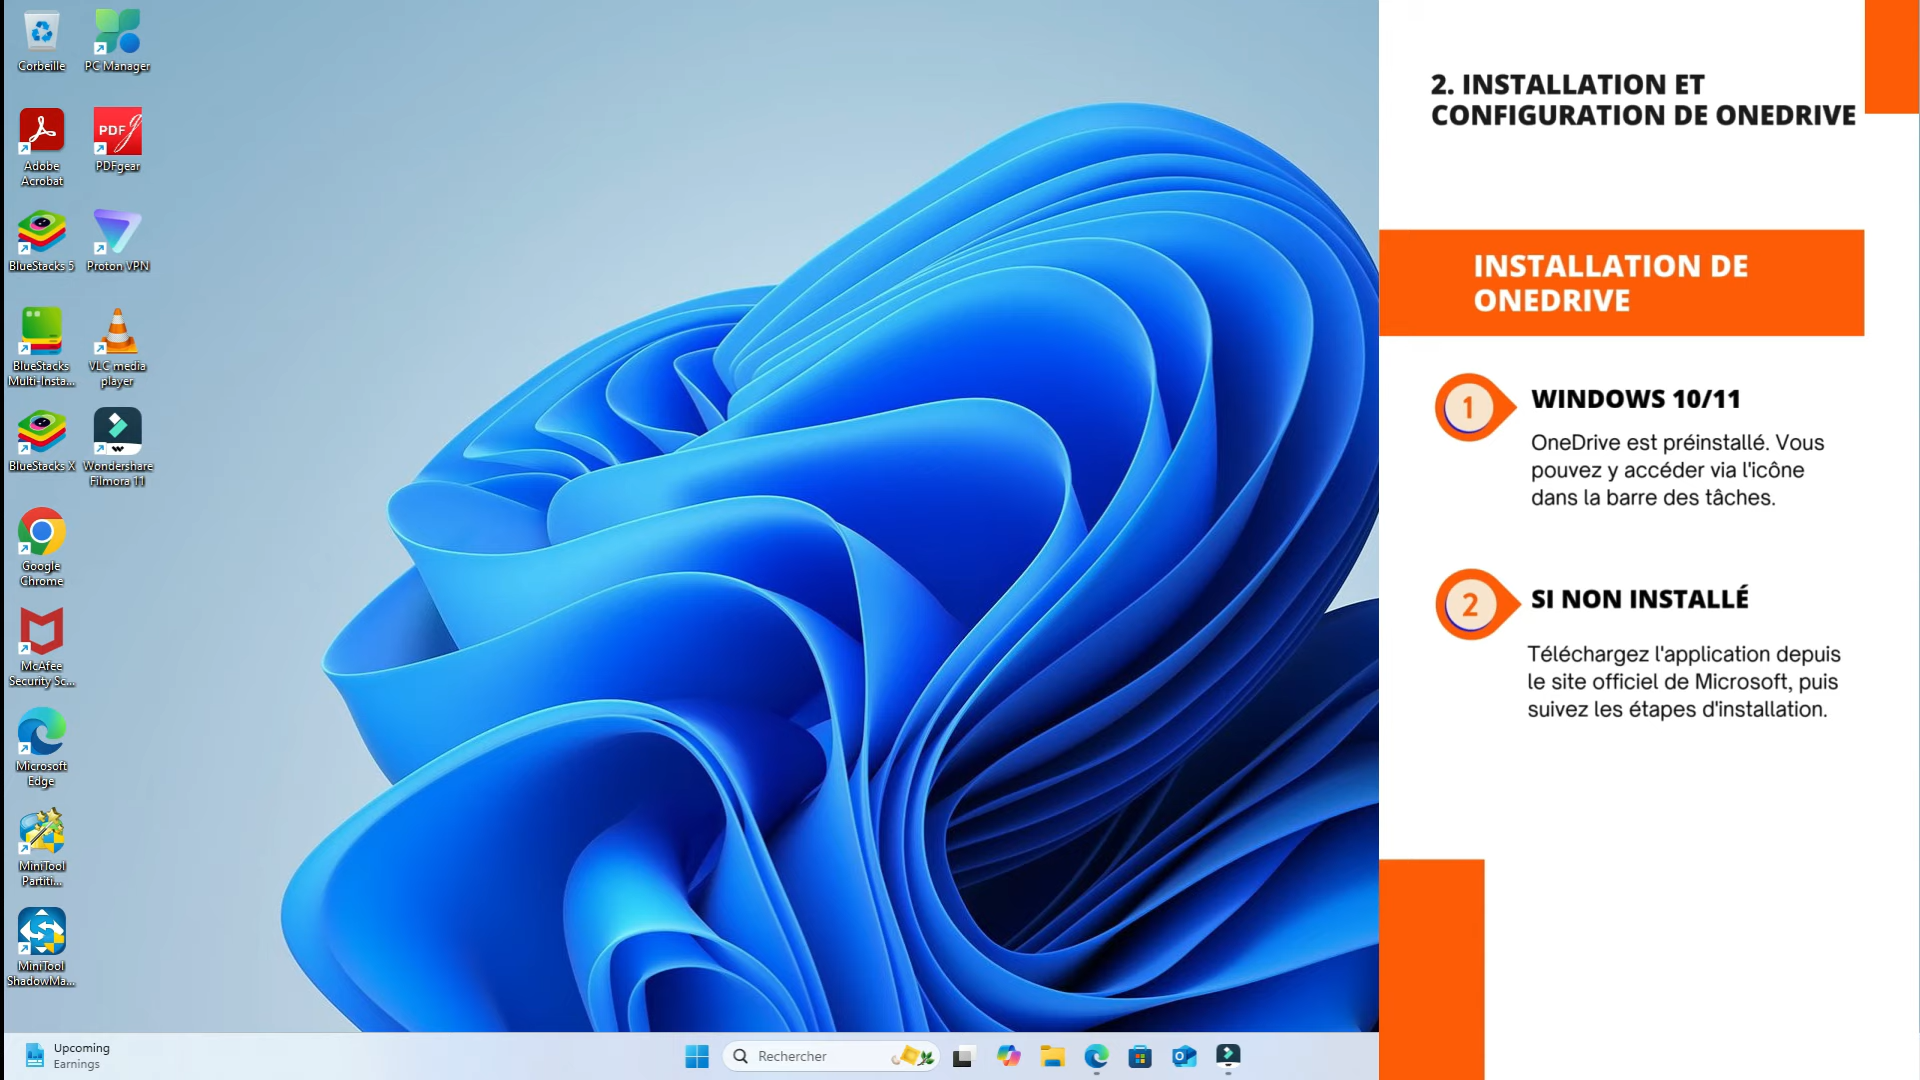 Corbeille
PC Manager
Adobe
Acrobat
PDF
PDFgear
BlueStacks 5
Proton VPN
BlueStacks
Multi-Insta...
VLC media
player
BlueStacks X
Wondershare
Filmora 11
Google
Chrome
McAfee
Security Sc...
Microsoft
Edge
MiniTool
Partiti...
MiniTool
ShadowMa...
Upcoming
Earnings
Rechercher
2. INSTALLATION ET
CONFIGURATION DE ONEDRIVE
INSTALLATION DE
ONEDRIVE
1
WINDOWS 10/11
OneDrive est préinstallé. Vous
pouvez y accéder via l'icône
dans la barre des tâches.
2
SI NON INSTALLÉ
Téléchargez l'application depuis
le site officiel de Microsoft, puis
suivez les étapes d'installation.